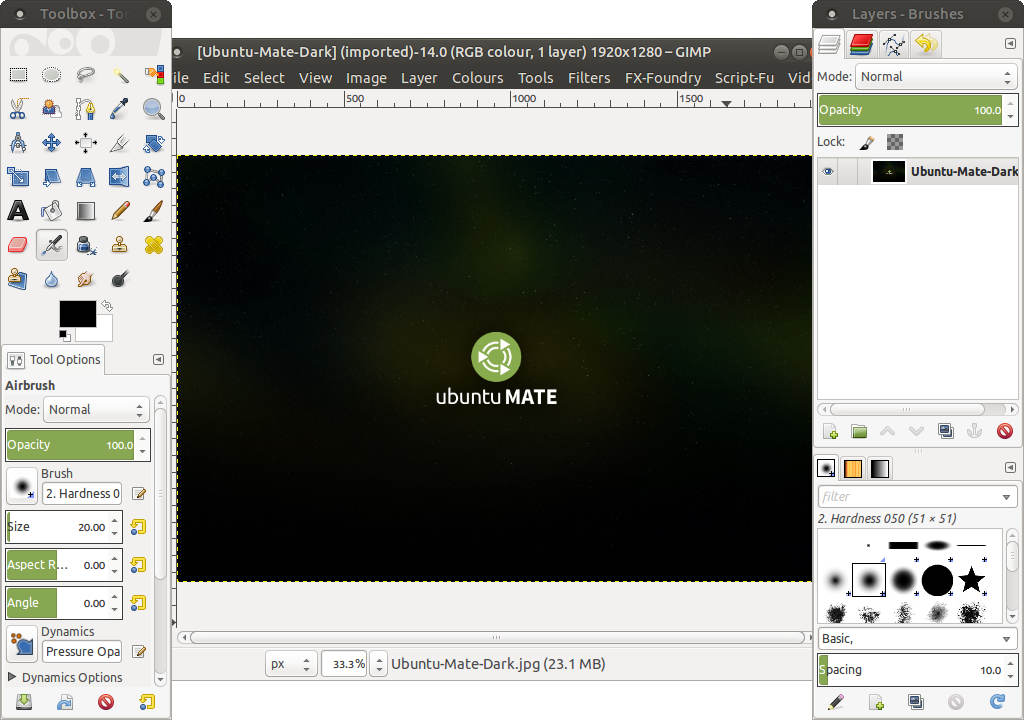 Toolbox - To
[Ubuntu-Mate-Dark] (imported)-14.0 (RGB colour, 1 layer) 1920x1280 – GIMP
Layers - Brushes
ile Edit Select View Image Layer Colours Tools Filters FX-Foundry Script-Fu Vid
0 500 1000 1500
ubuntu MATE
px 33.3% Ubuntu-Mate-Dark.jpg (23.1 MB)
Tool Options
Airbrush
Mode: Normal
Opacity 100.0
Brush
2. Hardness 0
Size 20.00
Aspect R... 0.00
Angle 0.00
Dynamics
Pressure Opa
Dynamics Options
Mode: Normal
Opacity 100.0
Lock:
Ubuntu-Mate-Dark
filter
2. Hardness 050 (51 × 51)
Basic,
Spacing 10.0